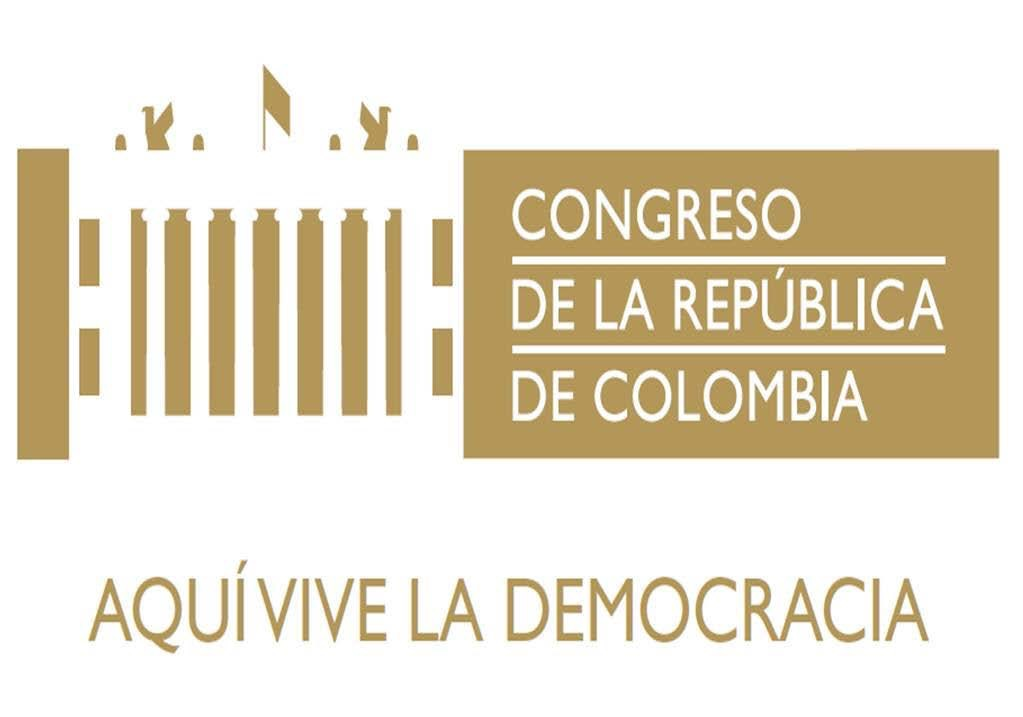 CONGRESO
DE LA REPÚBLICA
DE COLOMBIA
AQUÍ VIVE LA DEMOCRACIA